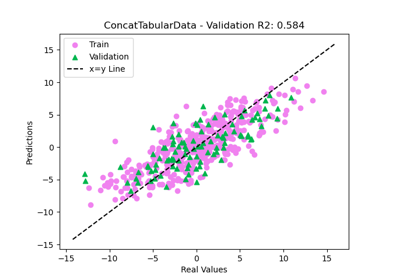 ConcatTabularData - Validation R2: 0.584
Train
Validation
x=y Line
15
10
5
0
−5
−10
−15
Predictions
−15
−10
−5
0
5
10
15
Real Values